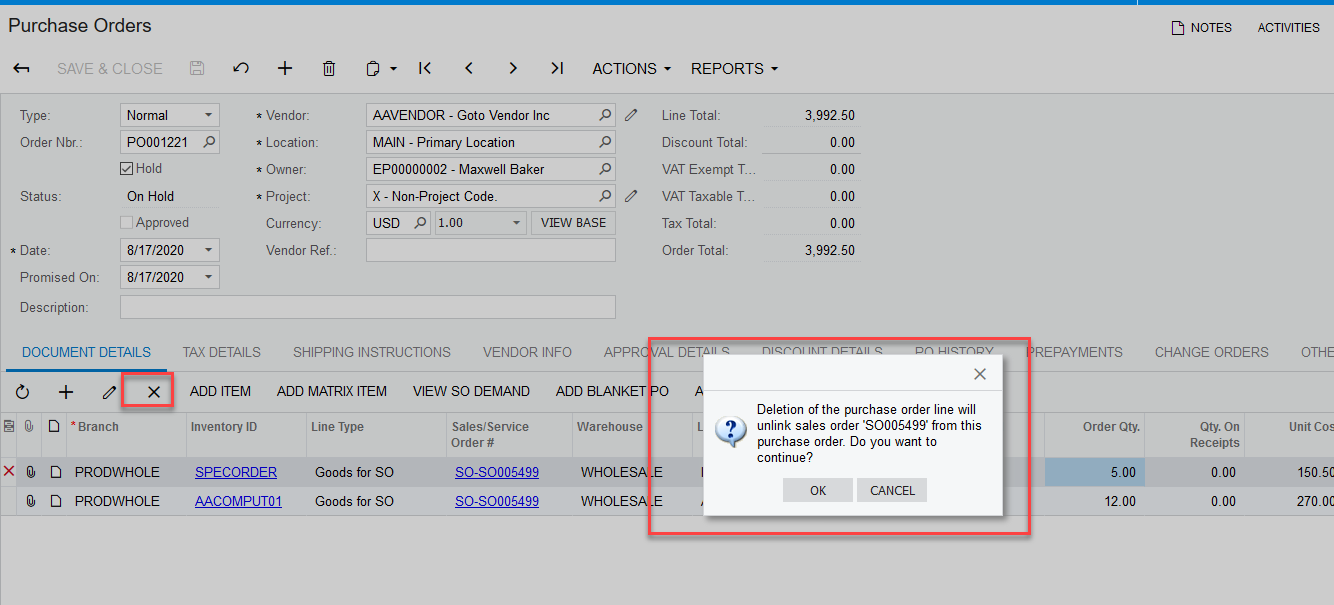 Purchase Orders
NOTES
ACTIVITIES
SAVE & CLOSE
ACTIONS
REPORTS
Type:
Normal
* Vendor:
AAVENDOR - Goto Vendor Inc
Line Total:
3,992.50
Order Nbr.:
PO001221
* Location:
MAIN - Primary Location
Discount Total:
0.00
Hold
* Owner:
EP00000002 - Maxwell Baker
VAT Exempt T...
0.00
Status:
On Hold
* Project:
X - Non-Project Code.
VAT Taxable T...
0.00
Approved
Currency:
USD
1.00
VIEW BASE
Tax Total:
0.00
* Date:
8/17/2020
Vendor Ref.:
Order Total:
3,992.50
Promised On:
8/17/2020
Description:
DOCUMENT DETAILS
TAX DETAILS
SHIPPING INSTRUCTIONS
VENDOR INFO
APPROVAL DETAILS
DISCOUNT DETAILS
PO HISTORY
PREPAYMENTS
CHANGE ORDERS
OTHE
ADD ITEM
ADD MATRIX ITEM
VIEW SO DEMAND
ADD BLANKET PO
A
* Branch
Inventory ID
Line Type
Sales/Service
Order #
Warehouse
Order Qty.
Qty. On
Receipts
Unit Cos
PRODWHOLE
SPECORDER
Goods for SO
SO-SO005499
WHOLESALE
5.00
0.00
150.50
PRODWHOLE
AACOMPUT01
Goods for SO
SO-SO005499
WHOLESALE
12.00
0.00
270.00
Deletion of the purchase order line will
unlink sales order 'SO005499' from this
purchase order. Do you want to
continue?
OK
CANCEL